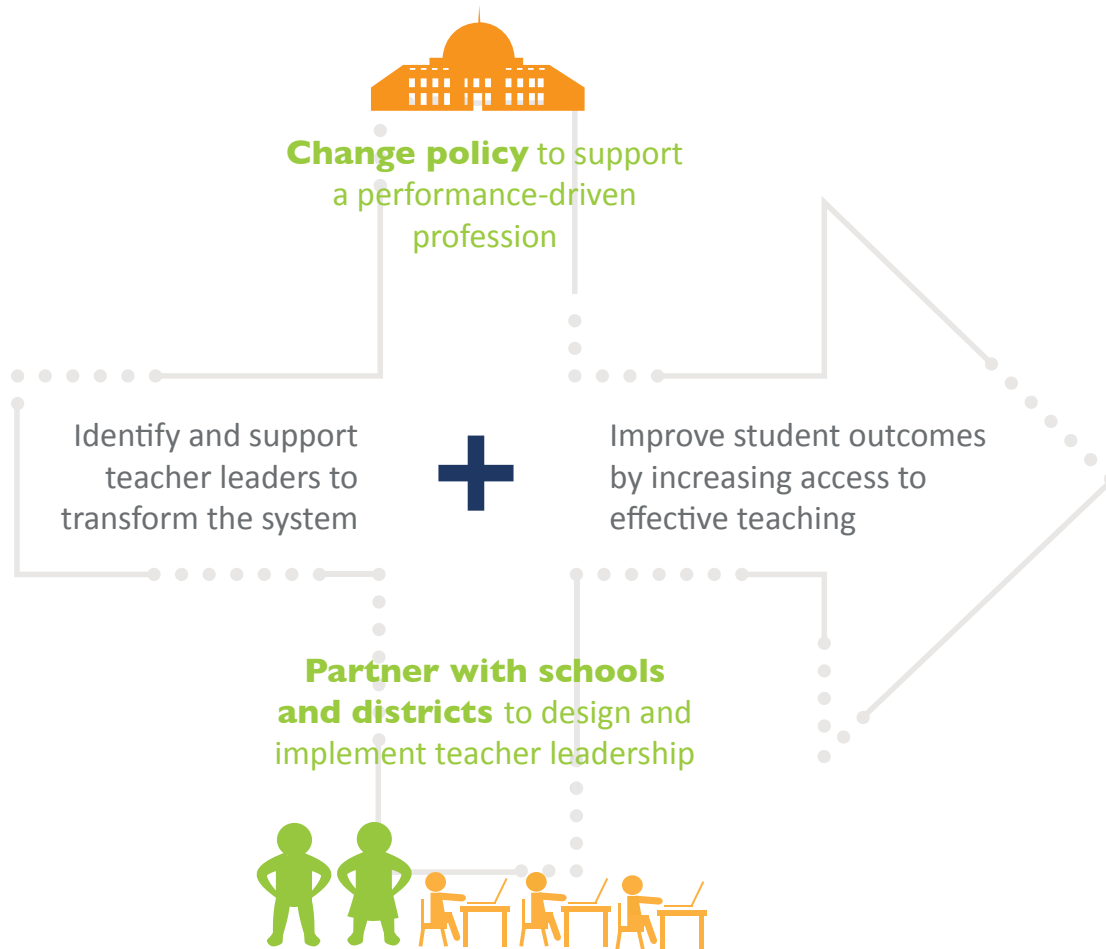 Change policy to support
a performance-driven
profession
Identify and support
teacher leaders to
transform the system
Improve student outcomes
by increasing access to
effective teaching
Partner with schools
and districts to design and
implement teacher leadership